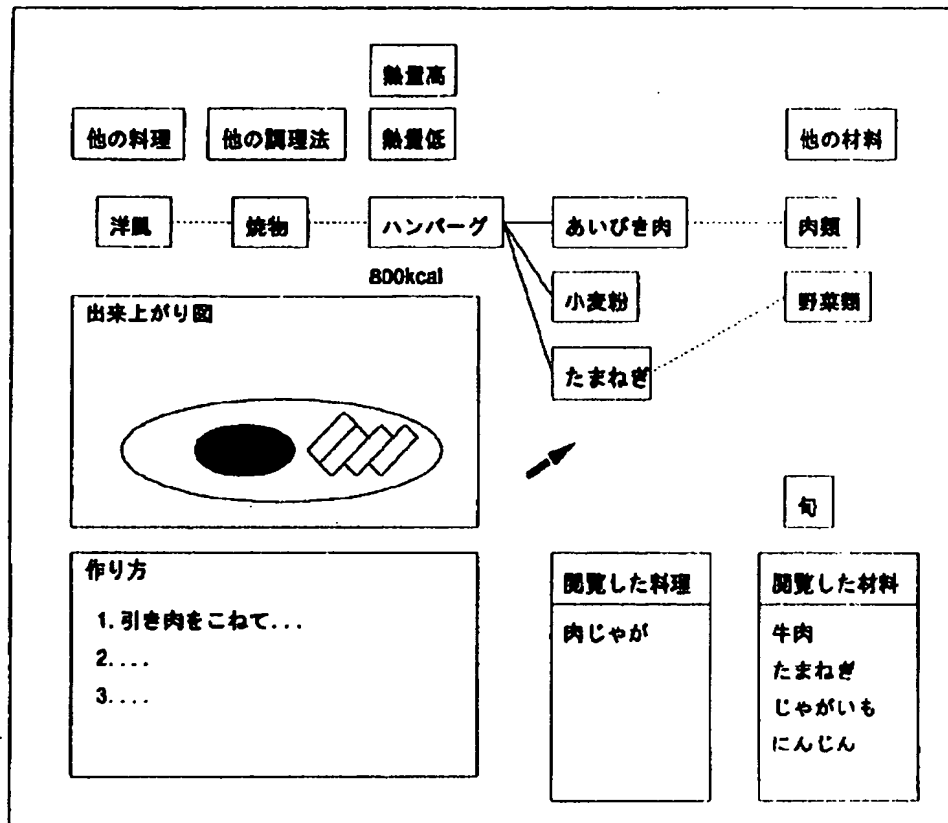 熱量高
他の料理
他の調理法
熱量低
他の材料
洋風
焼物
ハンバーグ
あいびき肉
肉類
800kcal
小麦粉
野菜類
出来上がり図
たまねぎ
旬
作り方
1. 引き肉をこねて...
2. ...
3. ...
閲覧した料理
肉じゃが
閲覧した材料
牛肉
たまねぎ
じゃがいも
にんじん